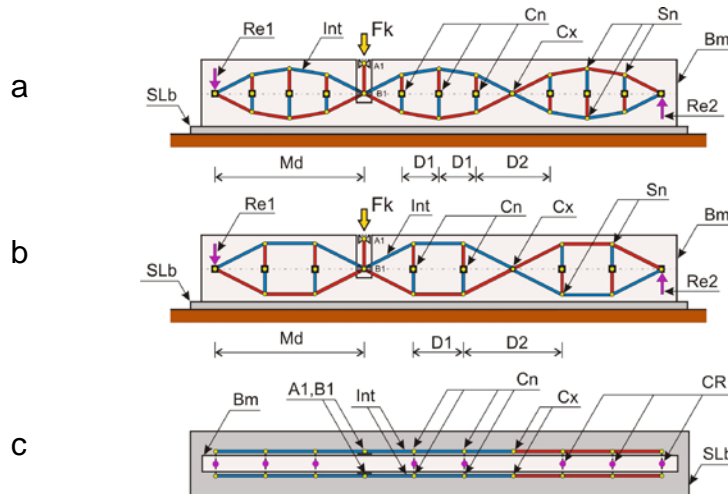 a
Re1
Int
Fk
Cn
Cx
Sn
Bm
A1
B1
SLb
Re2
Md
D1
D1
D2
b
Re1
Fk
Int
Cn
Cx
Sn
Bm
A1
B1
SLb
Re2
Md
D1
D2
c
Bm
A1,B1
Int
Cn
Cx
CR
SLb